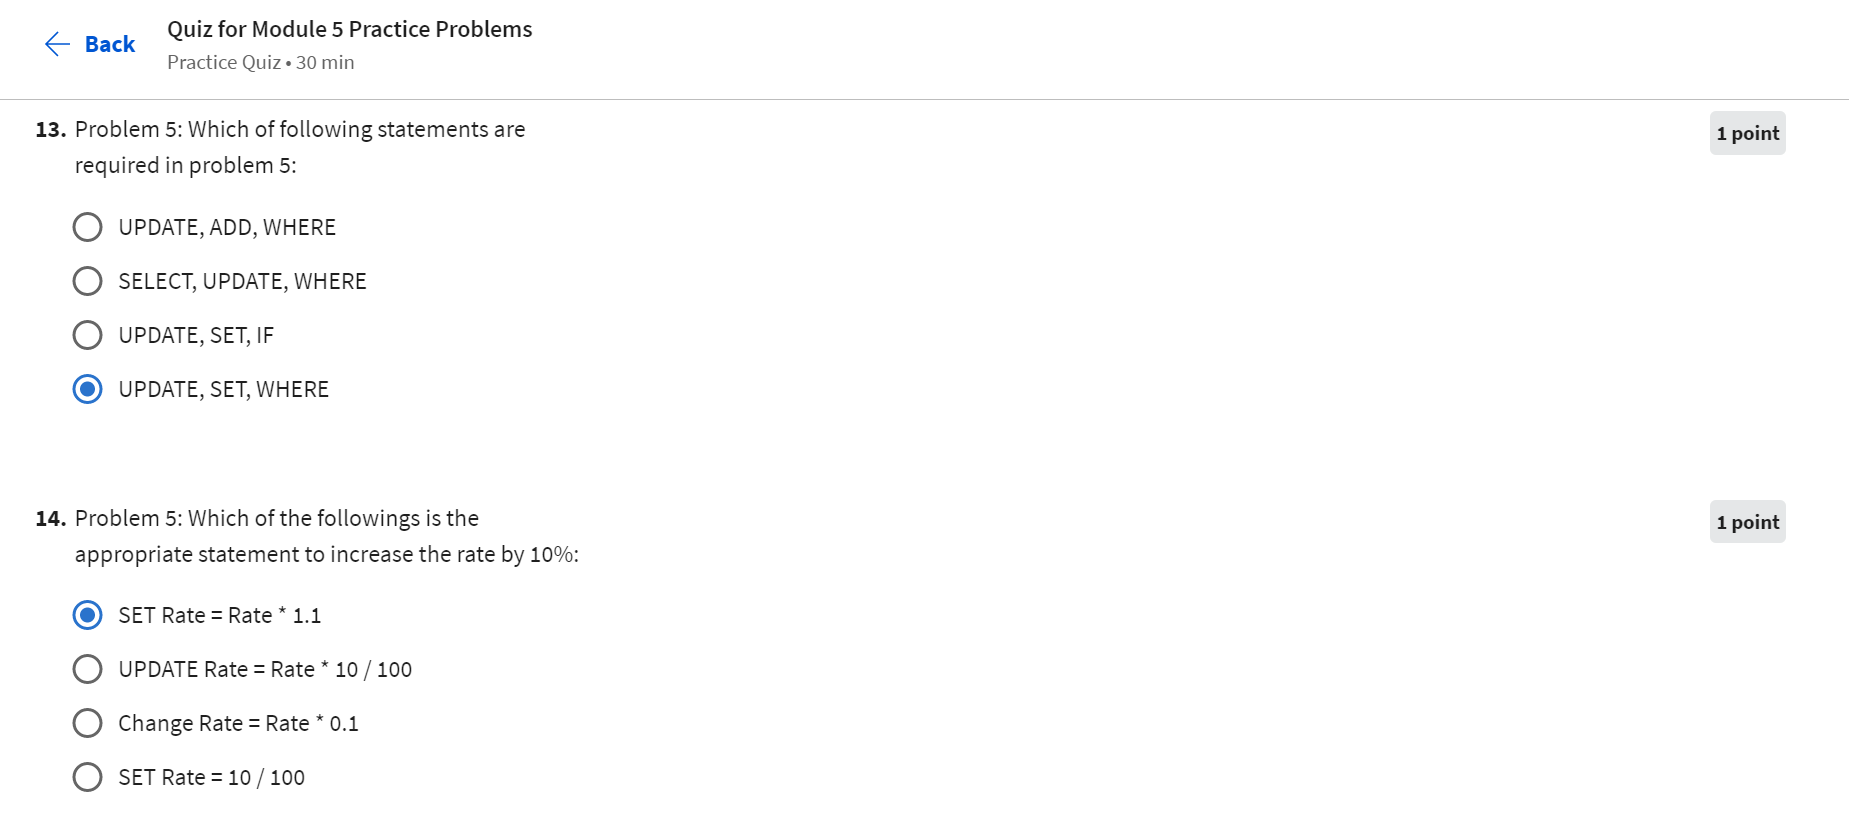 Back
Quiz for Module 5 Practice Problems
Practice Quiz • 30 min
13. Problem 5: Which of following statements are
required in problem 5:
1 point
UPDATE, ADD, WHERE
SELECT, UPDATE, WHERE
UPDATE, SET, IF
UPDATE, SET, WHERE
14. Problem 5: Which of the followings is the
appropriate statement to increase the rate by 10%:
1 point
SET Rate = Rate * 1.1
UPDATE Rate = Rate * 10 / 100
Change Rate = Rate * 0.1
SET Rate = 10 / 100